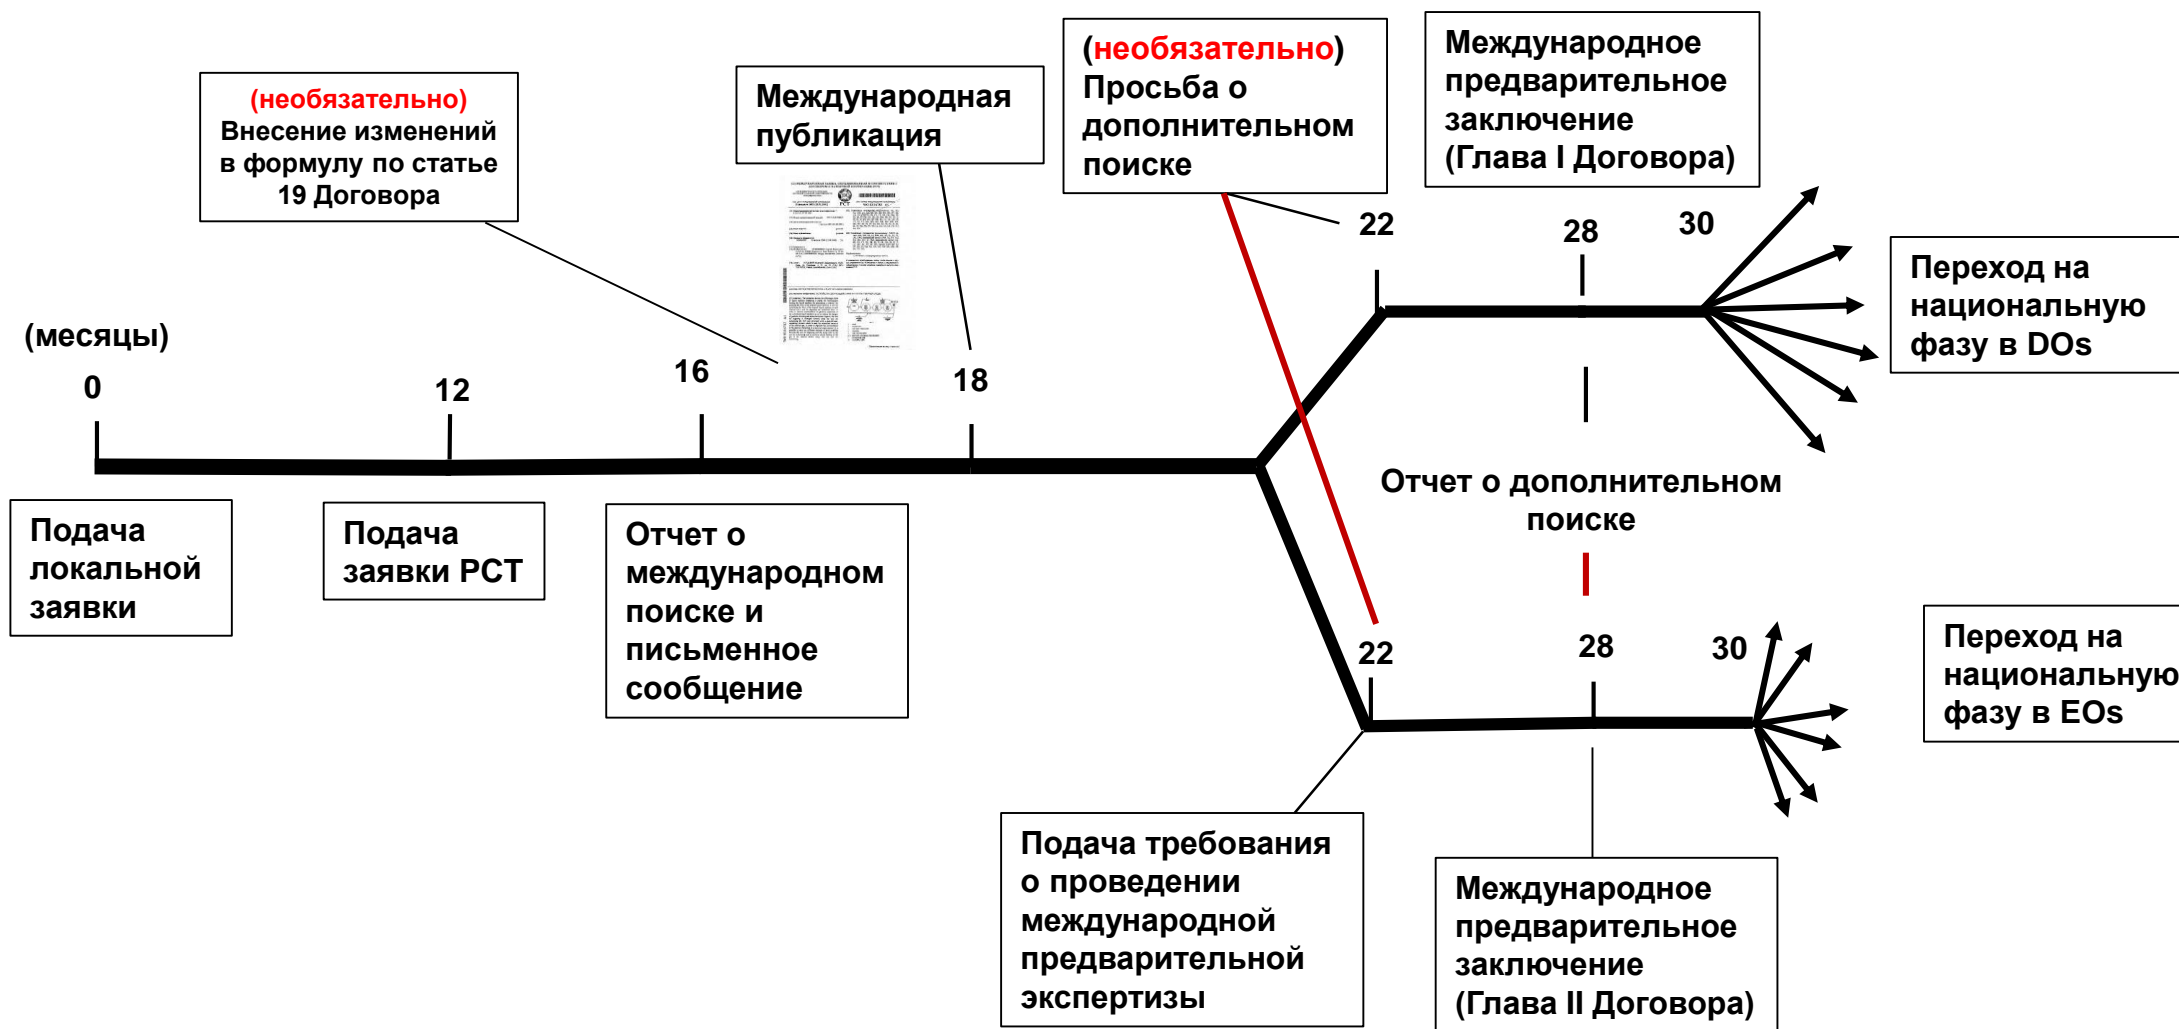 (необязательно)
Внесение изменений
в формулу по статье
19 Договора
Международная
публикация
(необязательно)
Просьба о
дополнительном
поиске
Международное
предварительное
заключение
(Глава I Договора)
22
28
30
Переход на
национальную
фазу в DOs
(месяцы)
0
12
16
18
PCT
Подача
локальной
заявки
Подача
заявки PCT
Отчет о
международном
поиске и
письменное
сообщение
Отчет о дополнительном
поиске
22
28
30
Переход на
национальную
фазу в EOs
Подача требования
о проведении
международной
предварительной
экспертизы
Международное
предварительное
заключение
(Глава II Договора)